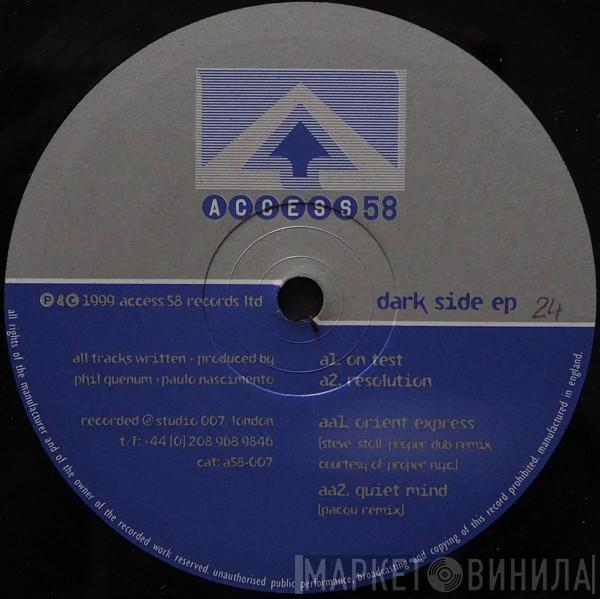 ACCESS 58
℗ & © 1999 access 58 records ltd
dark side ep 24
all tracks written + produced by
phil quenum + paulo nascimento
recorded @ studio 007, london
t/f: +44 [0] 208 968 9846
cat: a58-007
a1. on test
a2. resolution
aa1. orient express
[steve stoll proper dub remix
courtesy of proper nyc.]
aa2. quiet mind
[pacou remix]
all rights of the manufacturer and of the owner of the recorded work reserved. unauthorised public performance, broadcasting and copying of this record prohibited. manufactured in england.
МАРКЕТ ВИНИЛА